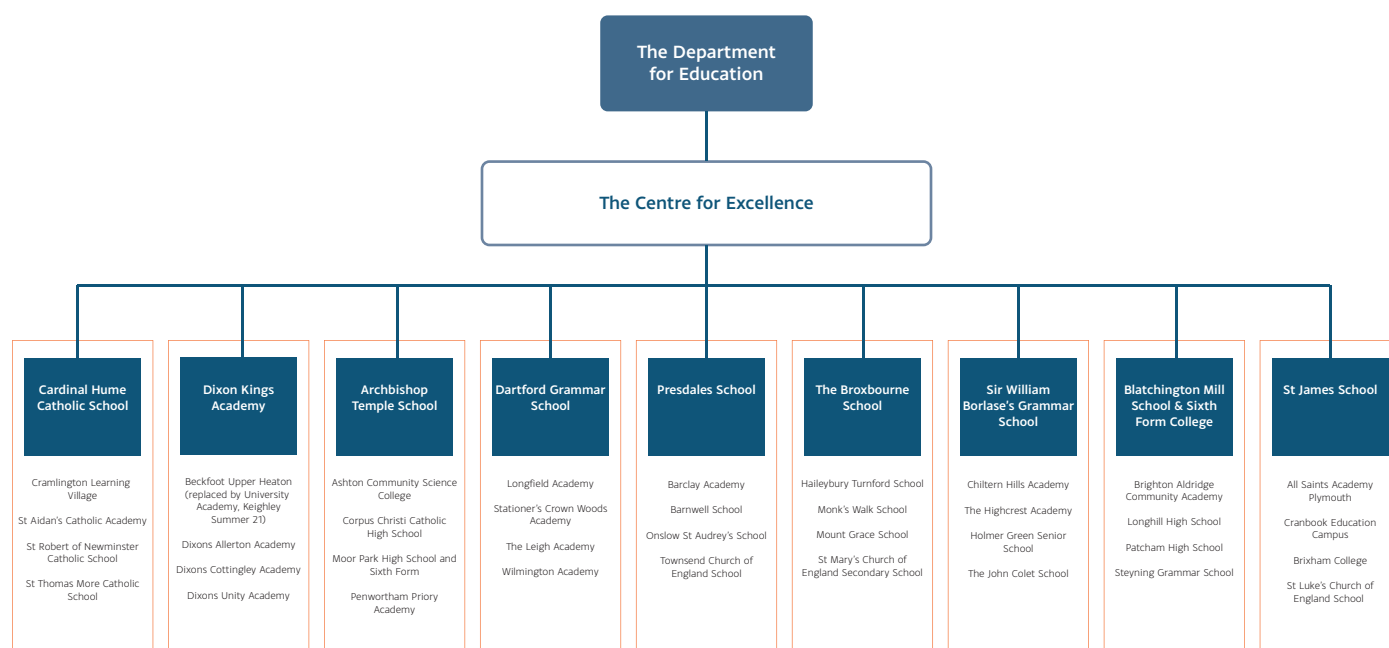 The Department
for Education
The Centre for Excellence
Cardinal Hume
Catholic School
Cramlington Learning
Village
St Aidan's Catholic Academy
St Robert of Newminster
Catholic School
St Thomas More Catholic
School
Dixon Kings
Academy
Beckfoot Upper Heaton
(replaced by University
Academy, Keighley
Summer 21)
Dixons Allerton Academy
Dixons Cottingley Academy
Dixons Unity Academy
Archbishop
Temple School
Ashton Community Science
College
Corpus Christi Catholic
High School
Moor Park High School and
Sixth Form
Penwortham Priory
Academy
Dartford Grammar
School
Longfield Academy
Stationer's Crown Woods
Academy
The Leigh Academy
Wilmington Academy
Presdales School
Barclay Academy
Barnwell School
Onslow St Audrey's School
Townsend Church of
England School
The Broxbourne
School
Haileybury Turnford School
Monk's Walk School
Mount Grace School
St Mary's Church of
England Secondary School
Sir William
Borlase's Grammar
School
Chiltern Hills Academy
The Highcrest Academy
Holmer Green Senior
School
The John Colet School
Blatchington Mill
School & Sixth
Form College
Brighton Aldridge
Community Academy
Longhill High School
Patcham High School
Steyning Grammar School
St James School
All Saints Academy
Plymouth
Cranbook Education
Campus
Brixham College
St Luke's Church of
England School